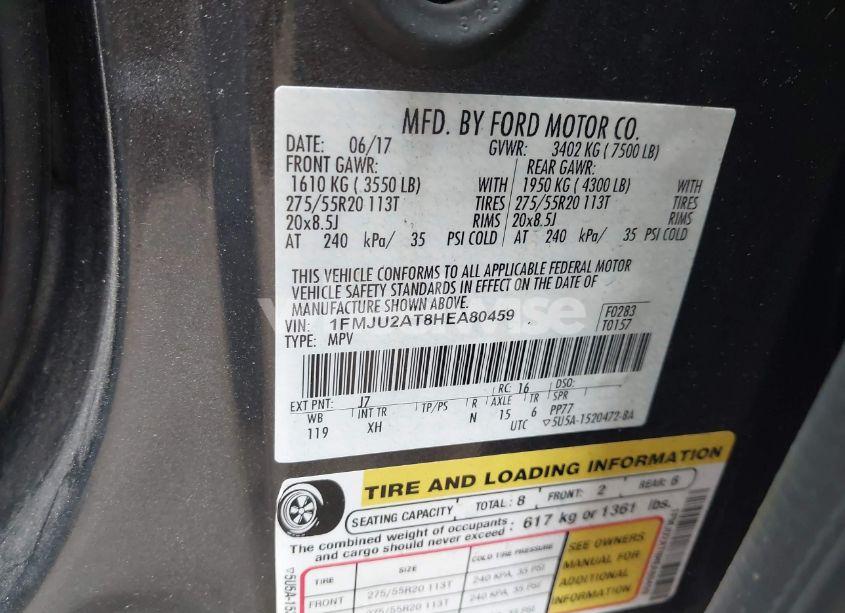 MFD. BY FORD MOTOR CO.
DATE: 06/17 GVWR: 3402 KG ( 7500 LB)
FRONT GAWR: REAR GAWR:
1610 KG ( 3550 LB) WITH 1950 KG ( 4300 LB) WITH
275/55R20 113T TIRES 275/55R20 113T TIRES
20x8.5J RIMS 20x8.5J RIMS
AT 240 kPa/ 35 PSI COLD AT 240 kPa/ 35 PSI COLD
THIS VEHICLE CONFORMS TO ALL APPLICABLE FEDERAL MOTOR
VEHICLE SAFETY STANDARDS IN EFFECT ON THE DATE OF
MANUFACTURE SHOWN ABOVE.
VIN: 1FMJU2AT8HEA80459 F0283
TYPE: MPV T0157
EXT PNT: J7 RC: 16 DSO:
WB INT TR TP/PS R AXLE TR SPR
119 XH N 15 6 PP77
UTC ▽5U5A-1520472-BA
TIRE AND LOADING INFORMATION
SEATING CAPACITY TOTAL: 8 FRONT: 2 REAR: 6
The combined weight of occupants
and cargo should never exceed : 617 kg or 1361 lbs.
TIRE SIZE COLD TIRE PRESSURE
FRONT 275/55R20 113T 240 KPA, 35 PSI
275/55R20 113T
SEE OWNERS
MANUAL FOR
ADDITIONAL
INFORMATION
▽5U5A-15